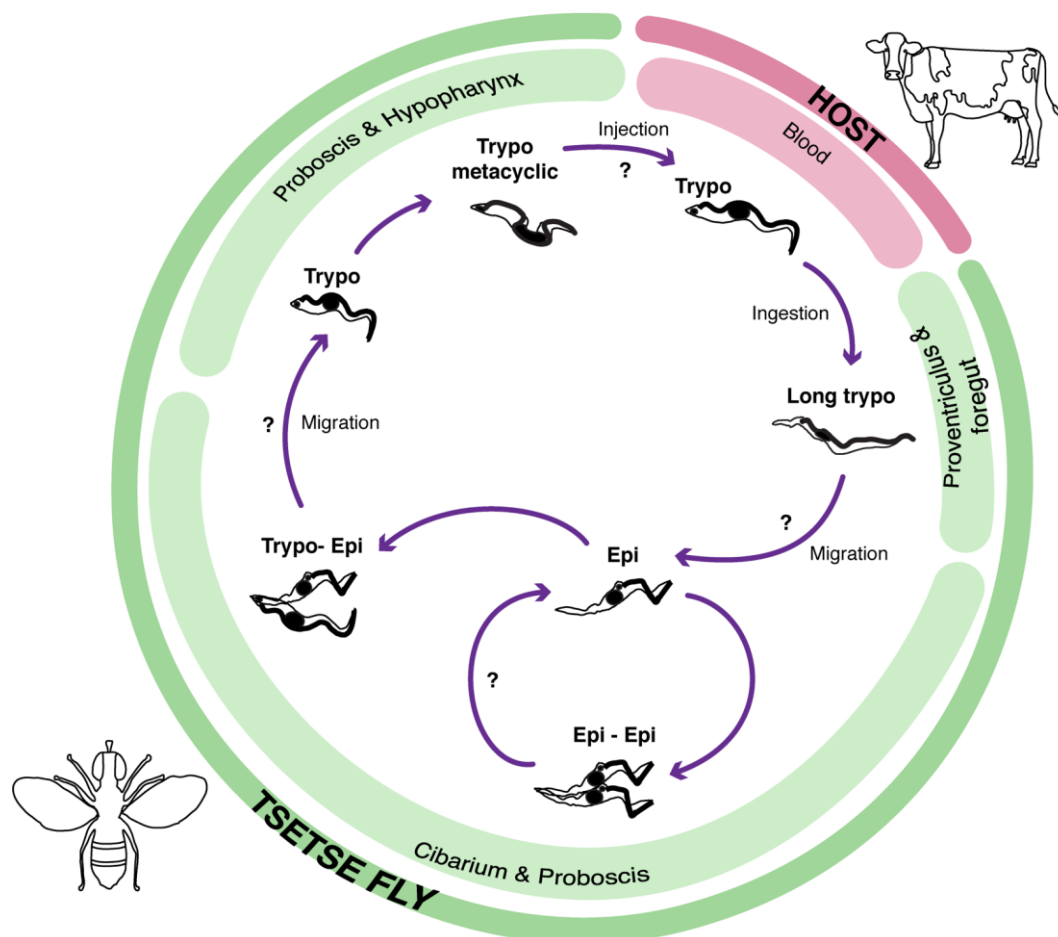 Proboscis & Hypopharynx
HOST
Blood
Injection
?
Trypo
metacyclic
Trypo
Trypo
Ingestion
Proventriculus &
foregut
Long trypo
?
Migration
?
Migration
Trypo- Epi
Epi
?
Epi - Epi
Cibarium & Proboscis
TSETSE FLY